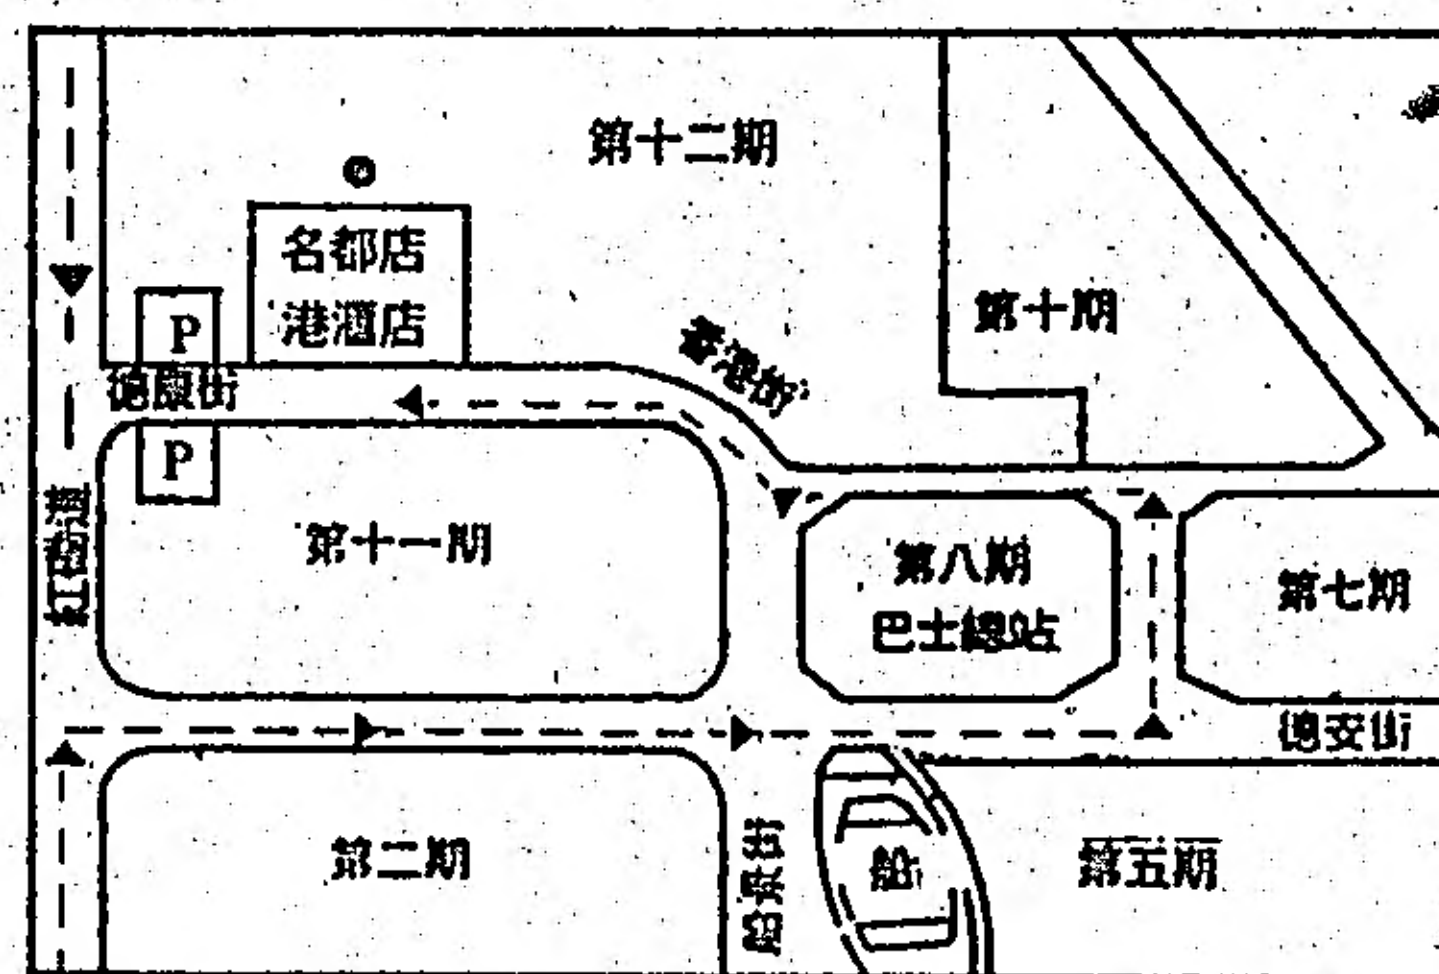 第十二期
名都店
港酒店
第十期
P
德康街
P
紅磡道
第十一期
第八期
巴士總站
第七期
德安街
第二期
船景街
船
第五期